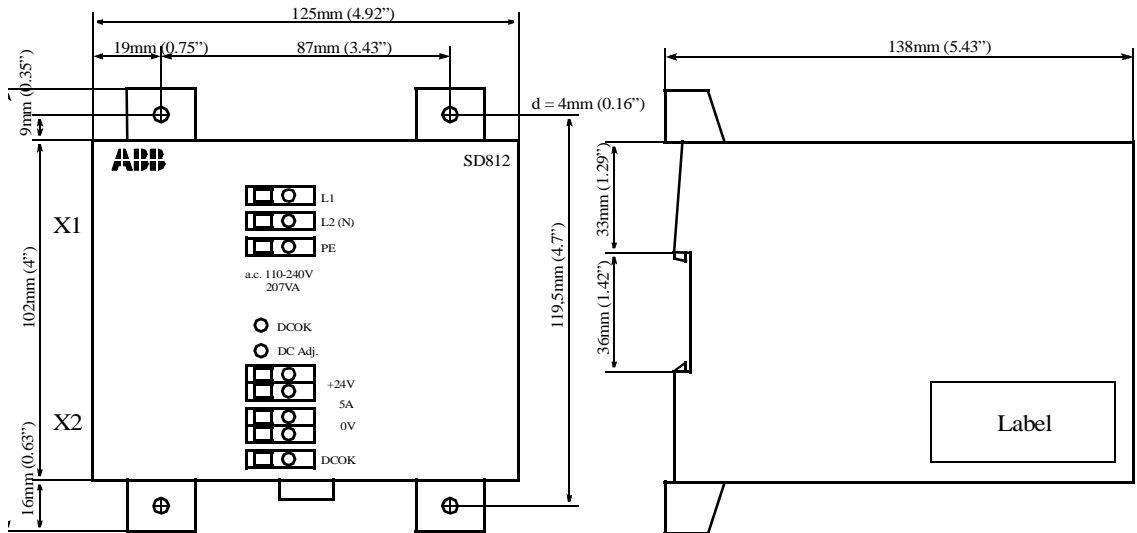 125mm (4.92”)
19mm (0.75”)
87mm (3.43”)
138mm (5.43”)
9mm (0.35”)
d = 4mm (0.16”)
ABB
SD812
L1
X1
L2 (N)
PE
33mm (1.29”)
a.c. 110-240V
207VA
102mm (4”)
119,5mm (4.7”)
36mm (1.42”)
DCOK
DC Adj.
+24V
5A
X2
0V
Label
DCOK
16mm (0.63”)